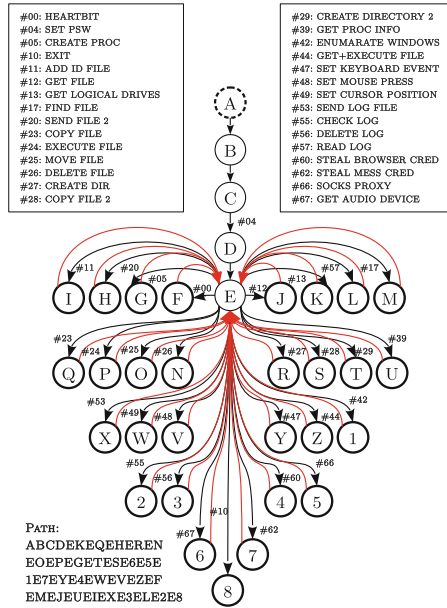 #00: HEARTBIT
#04: SET PSW
#05: CREATE PROC
#10: EXIT
#11: ADD ID FILE
#12: GET FILE
#13: GET LOGICAL DRIVES
#17: FIND FILE
#20: SEND FILE 2
#23: COPY FILE
#24: EXECUTE FILE
#25: MOVE FILE
#26: DELETE FILE
#27: CREATE DIR
#28: COPY FILE 2
#29: CREATE DIRECTORY 2
#39: GET PROC INFO
#42: ENUMARATE WINDOWS
#44: GET+EXECUTE FILE
#47: SET KEYBOARD EVENT
#48: SET MOUSE PRESS
#49: SET CURSOR POSITION
#53: SEND LOG FILE
#55: CHECK LOG
#56: DELETE LOG
#57: READ LOG
#60: STEAL BROWSER CRED
#62: STEAL MESS CRED
#66: SOCKS PROXY
#67: GET AUDIO DEVICE
A
B
C
#04
D
#11 #20 #05 #00 #12 #13 #57 #17
I H G F E J K L M
#23 #24 #25 #26 #27 #28 #29 #39
Q P O N R S T U
#53 #49 #48 #47 #44 #42
X W V Y Z 1
#55 #56 #60 #66
2 3 4 5
#67 #10 #62
6 7
8
PATH:
ABCDEKEQEHEREN
EOEPEGETESE6E5E
1E7EYE4EWEVEZEF
EMEJEUEIEXE3ELE2E8